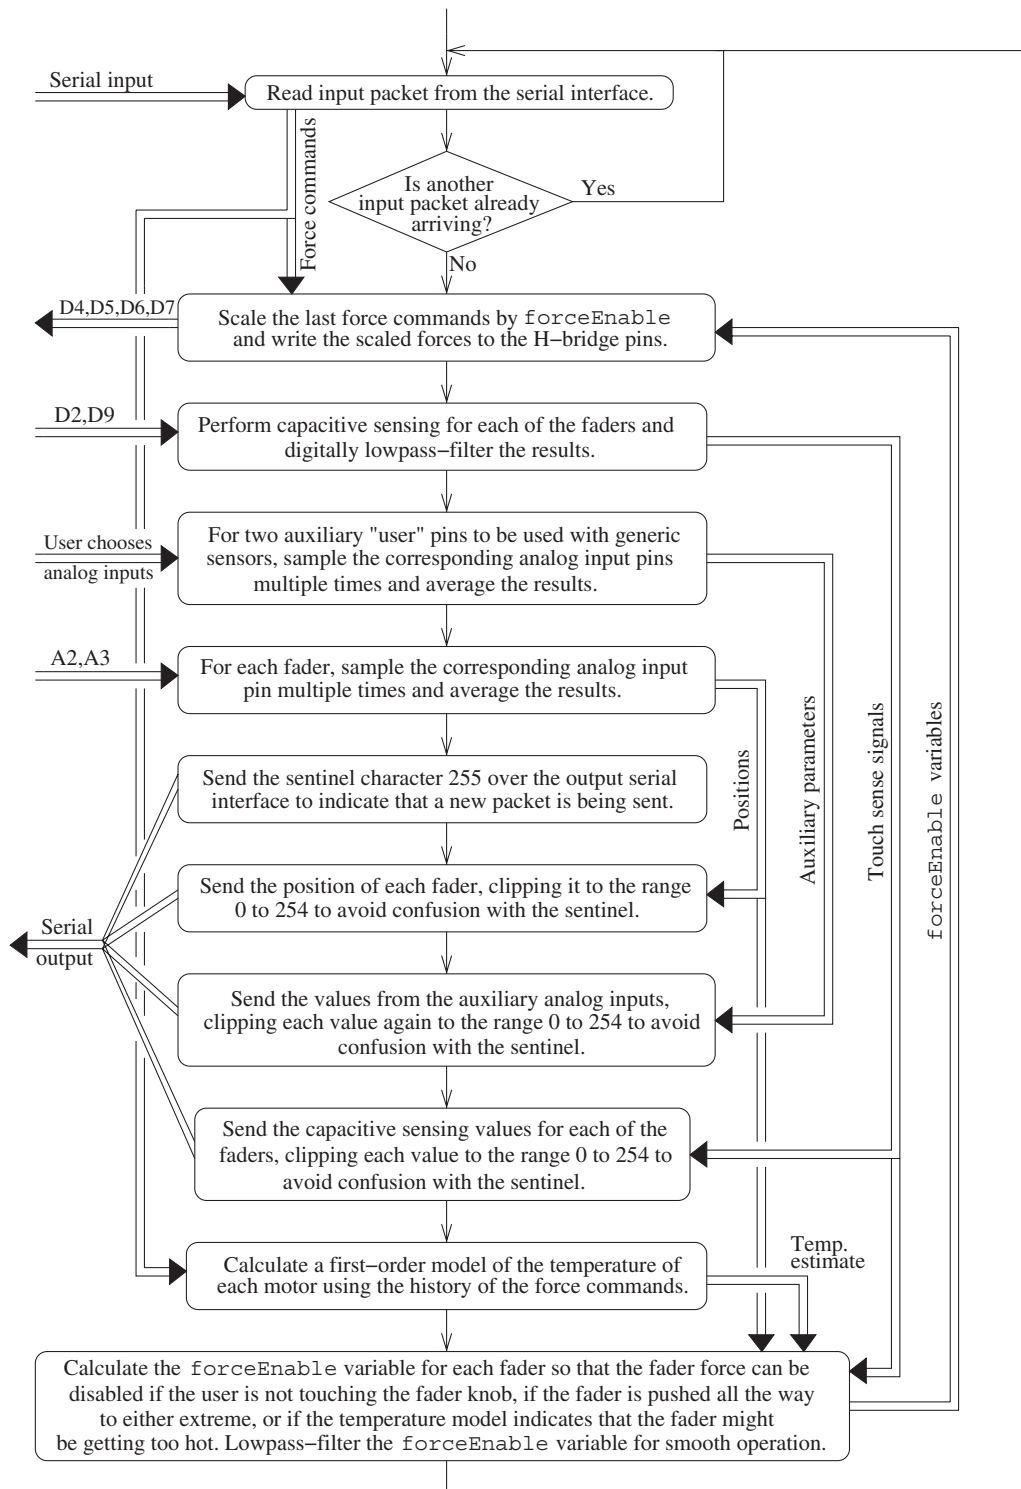 Serial input
Read input packet from the serial interface.
Force commands
Is another
input packet already
arriving?
Yes
No
D4,D5,D6,D7
Scale the last force commands by forceEnable
and write the scaled forces to the H−bridge pins.
D2,D9
Perform capacitive sensing for each of the faders and
digitally lowpass−filter the results.
User chooses
analog inputs
For two auxiliary "user" pins to be used with generic
sensors, sample the corresponding analog input pins
multiple times and average the results.
A2,A3
For each fader, sample the corresponding analog input
pin multiple times and average the results.
Positions
Auxiliary parameters
Touch sense signals
forceEnable variables
Send the sentinel character 255 over the output serial
interface to indicate that a new packet is being sent.
Send the position of each fader, clipping it to the range
0 to 254 to avoid confusion with the sentinel.
Serial
output
Send the values from the auxiliary analog inputs,
clipping each value again to the range 0 to 254 to avoid
confusion with the sentinel.
Send the capacitive sensing values for each of the
faders, clipping each value to the range 0 to 254 to
avoid confusion with the sentinel.
Temp.
estimate
Calculate a first−order model of the temperature of
each motor using the history of the force commands.
Calculate the forceEnable variable for each fader so that the fader force can be
disabled if the user is not touching the fader knob, if the fader is pushed all the way
to either extreme, or if the temperature model indicates that the fader might
be getting too hot. Lowpass−filter the forceEnable variable for smooth operation.